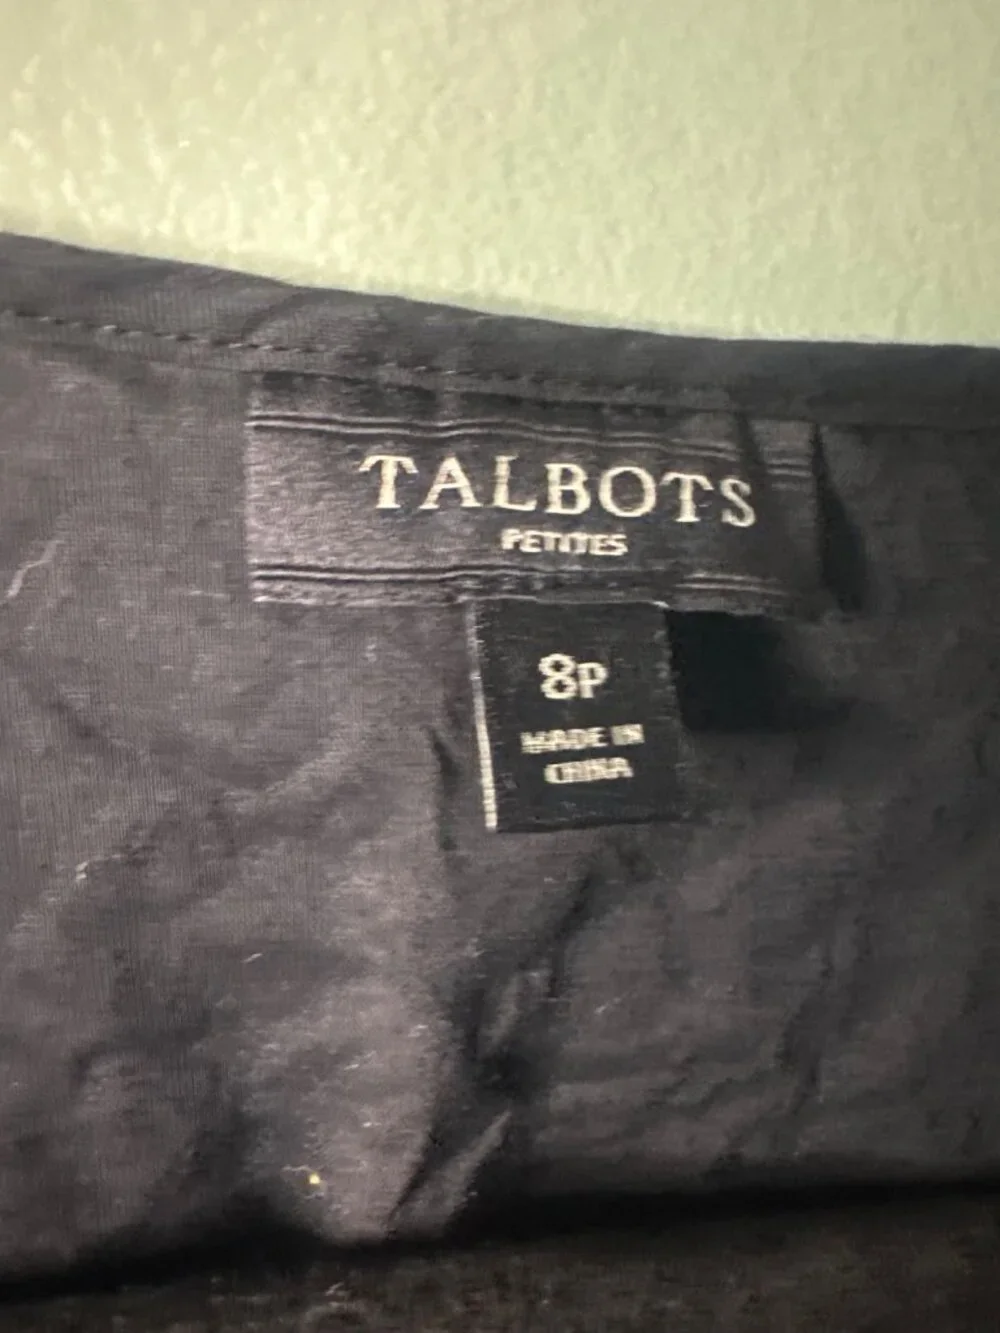 TALBOTS
PETITES
8P
MADE IN
CHINA